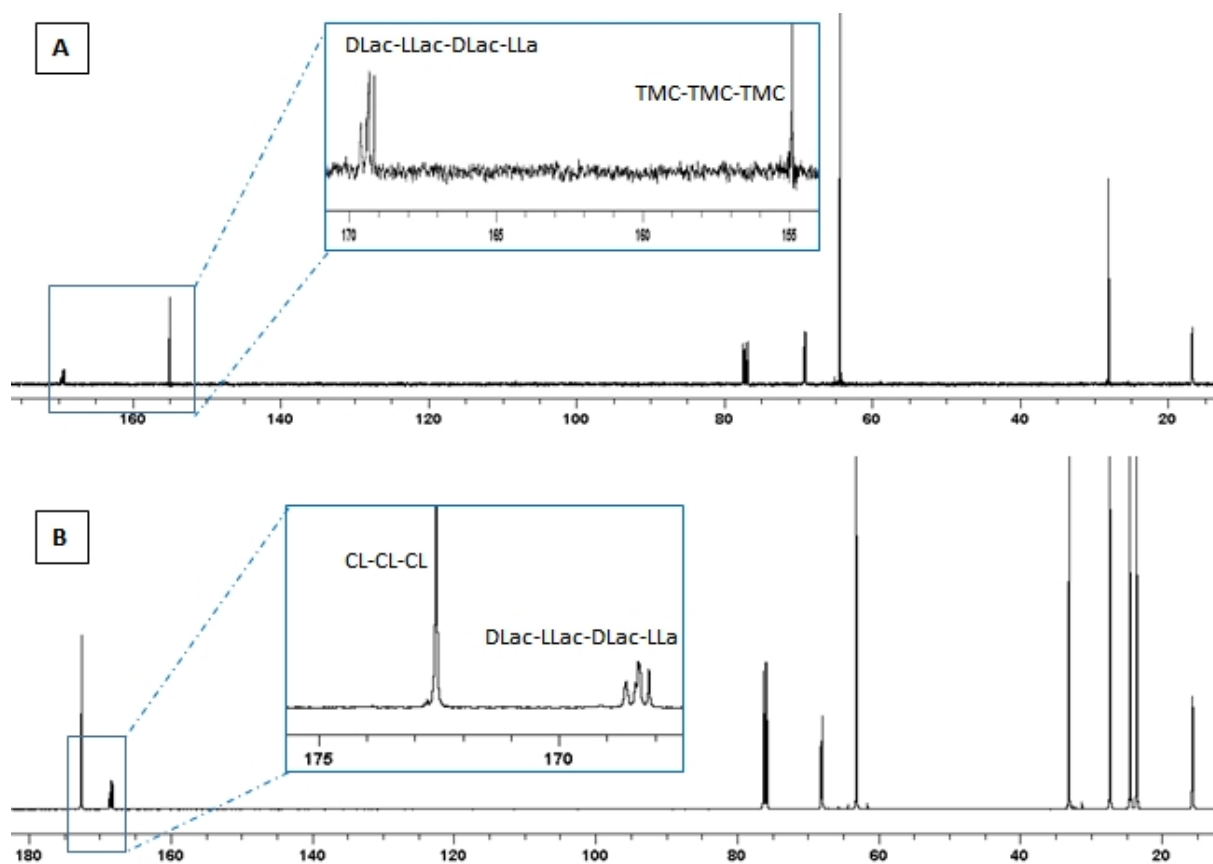 A
DLac-LLac-DLac-LLa
TMC-TMC-TMC
170 165 160 155
160 140 120 100 80 60 40 20
B
CL-CL-CL
DLac-LLac-DLac-LLa
175 170
180 160 140 120 100 80 60 40 20